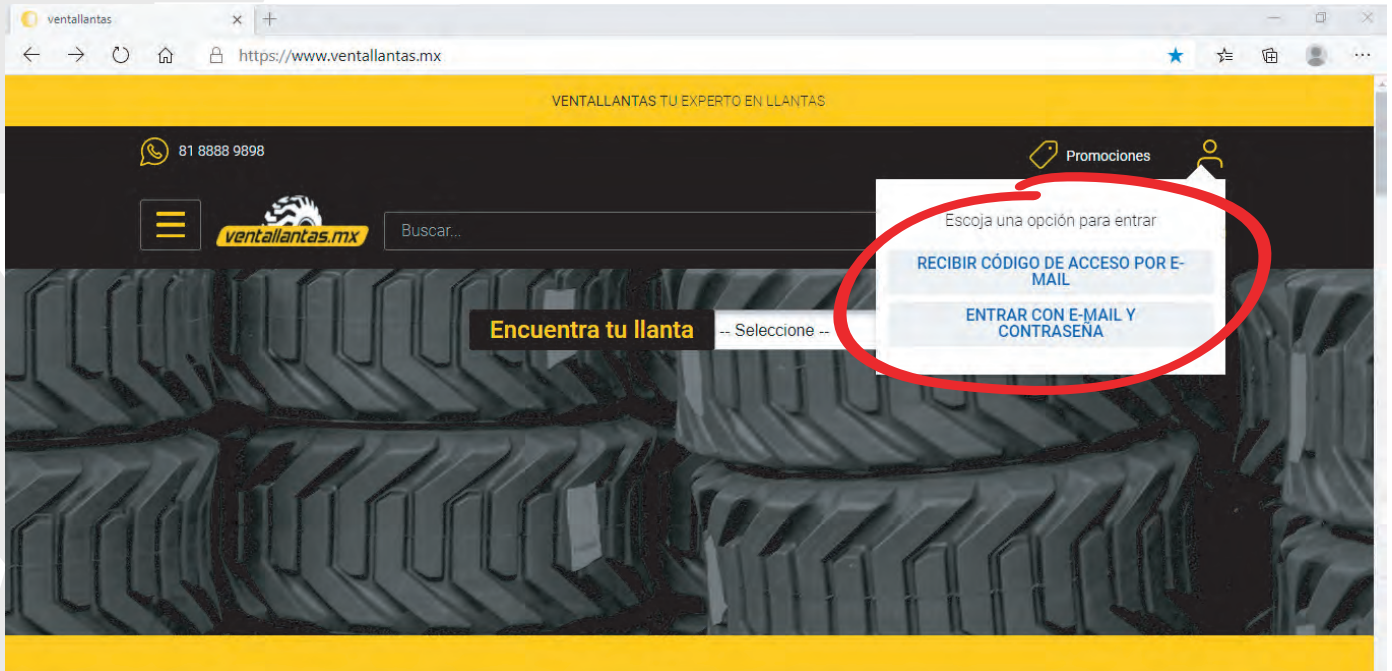 ventallantas
https://www.ventallantas.mx
VENTALLANTAS TU EXPERTO EN LLANTAS
81 8888 9898
Promociones
ventallantas.mx
Buscar...
Escoja una opción para entrar
RECIBIR CÓDIGO DE ACCESO POR E-
MAIL
ENTRAR CON E-MAIL Y
CONTRASEÑA
Encuentra tu llanta
-- Seleccione --